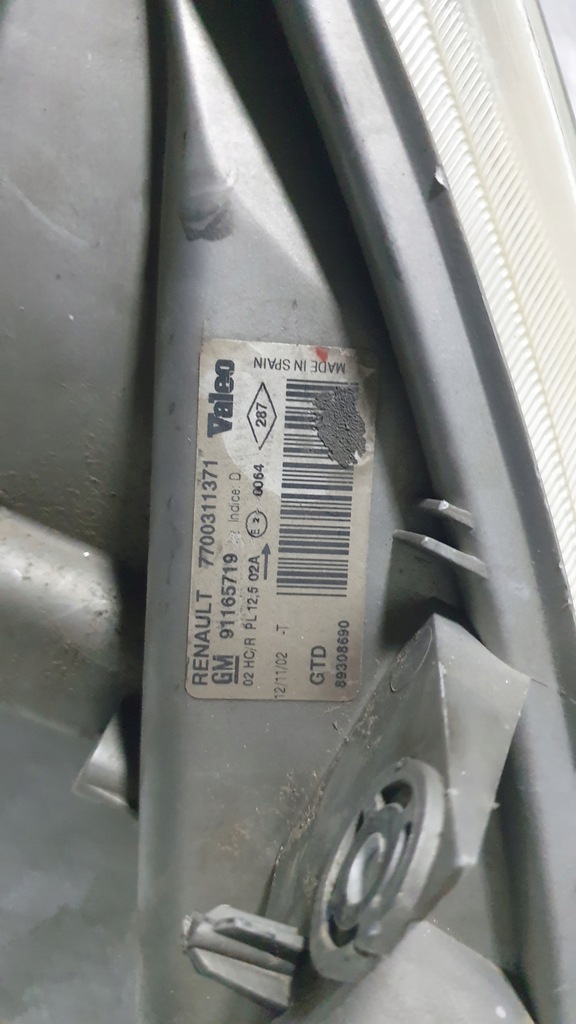 RENAULT 7700311371 Valeo
GM 91165719 Indice: D
02 HC/R PL 12,5 02A E2 0064 287
12/11/02 -T
GTD
89308690
MADE IN SPAIN